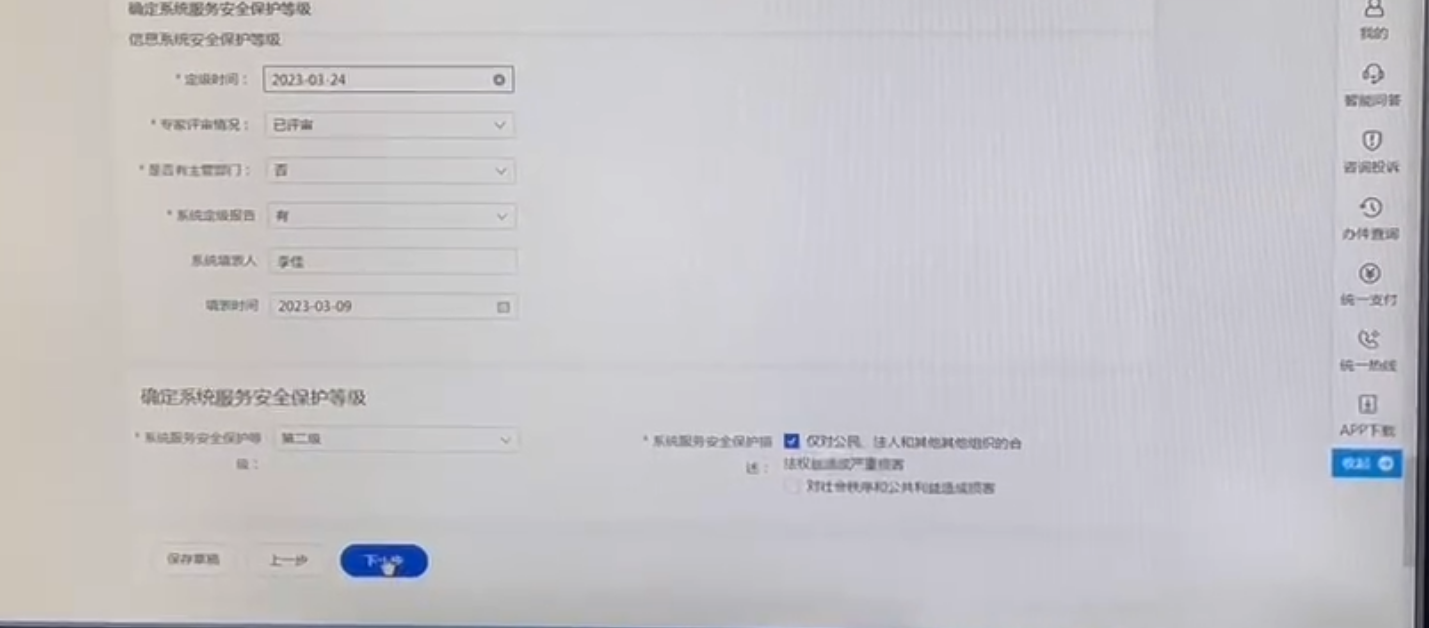 确定系统服务安全保护等级
信息系统安全保护等级
* 定级时间： 2023-03-24
* 专家评审情况： 已评审
* 是否有主管部门： 否
* 系统定级报告 有
系统填表人 李佳
填表时间 2023-03-09
确定系统服务安全保护等级
* 系统服务安全保护等级： 第二级
* 系统服务安全保护描述： 仅对公民、法人和其他其他组织的合法权益造成严重损害
对社会秩序和公共利益造成损害
保存草稿 上一步 下一步
我的
智能问答
咨询投诉
办件查询
统一支付
统一热线
APP下载
收起